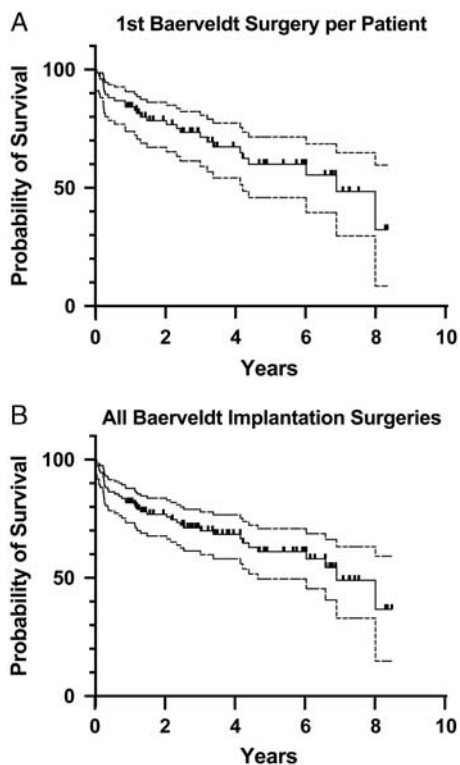 A
1st Baerveldt Surgery per Patient
100
50
0
Probability of Survival
0 2 4 6 8 10
Years
B
All Baerveldt Implantation Surgeries
100
50
0
Probability of Survival
0 2 4 6 8 10
Years